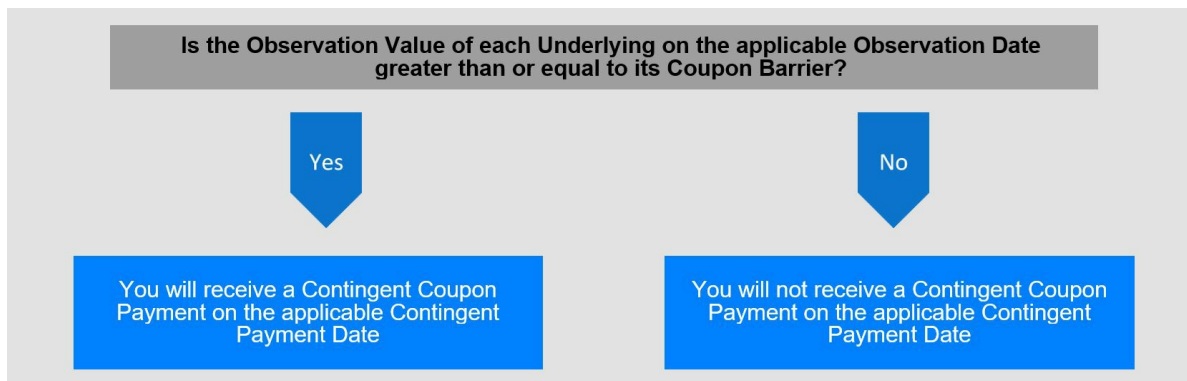 Is the Observation Value of each Underlying on the applicable Observation Date
greater than or equal to its Coupon Barrier?
Yes
No
You will receive a Contingent Coupon
Payment on the applicable Contingent
Payment Date
You will not receive a Contingent Coupon
Payment on the applicable Contingent
Payment Date